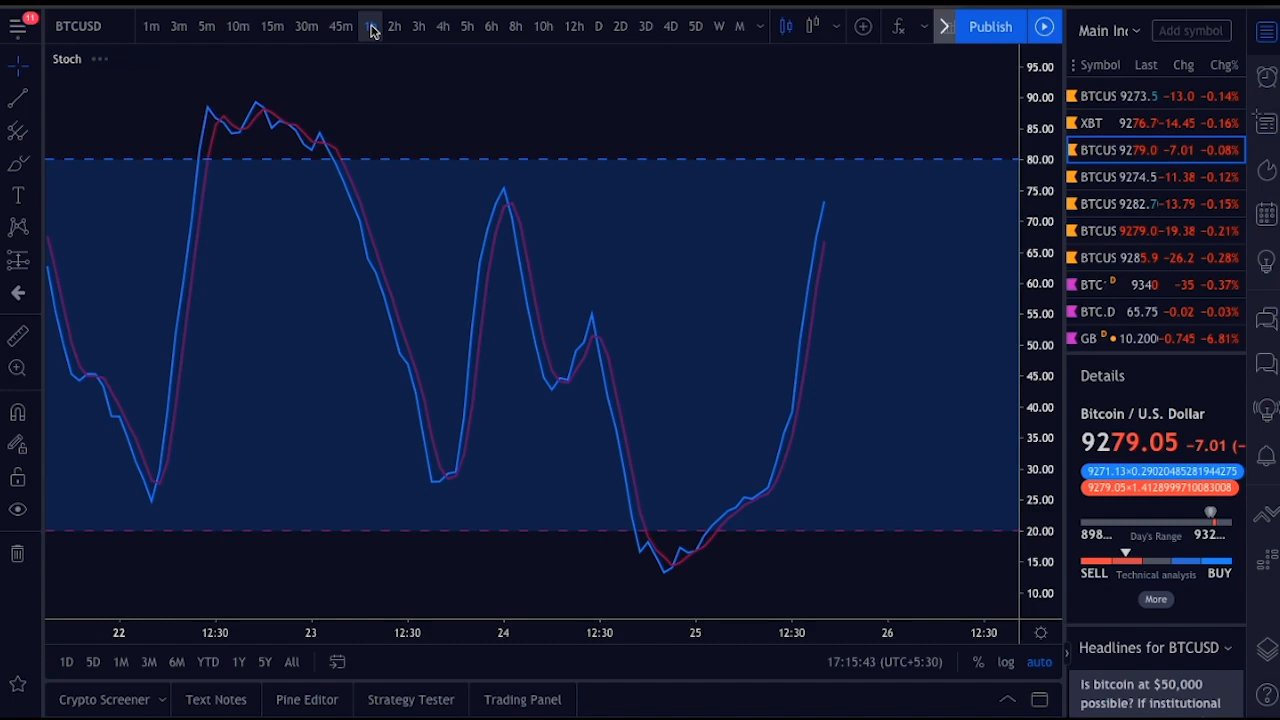 11
BTCUSD 1m 3m 5m 10m 15m 30m 45m 1h 2h 3h 4h 5h 6h 8h 10h 12h D 2D 3D 4D 5D W M Publish
Main Inc Add symbol
Stoch
Symbol Last Chg Chg%
BTCUS 9273.5 -13.0 -0.14%
XBT 9276.7 -14.45 -0.16%
BTCUS 9279.0 -7.01 -0.08%
BTCUS 9274.5 -11.38 -0.12%
BTCUS 9282.7 -13.79 -0.15%
BTCUS 9279.0 -19.38 -0.21%
BTCUS 9285.9 -26.2 -0.28%
BTC D 9340 -35 -0.37%
BTC.D 65.75 -0.02 -0.03%
GB D 10.200 -0.745 -6.81%
95.00
90.00
85.00
80.00
75.00
70.00
65.00
60.00
55.00
50.00
45.00
40.00
35.00
30.00
25.00
20.00
15.00
10.00
Details
Bitcoin / U.S. Dollar
9279.05 -7.01 (-
9271.13×0.29020485281944275
9279.05×1.4128999710083008
898... Day's Range 932...
SELL Technical analysis BUY
More
22 12:30 23 12:30 24 12:30 25 12:30 26 12:30
1D 5D 1M 3M 6M YTD 1Y 5Y All 17:15:43 (UTC+5:30) % log auto
Headlines for BTCUSD
Is bitcoin at $50,000
possible? If institutional
Crypto Screener Text Notes Pine Editor Strategy Tester Trading Panel